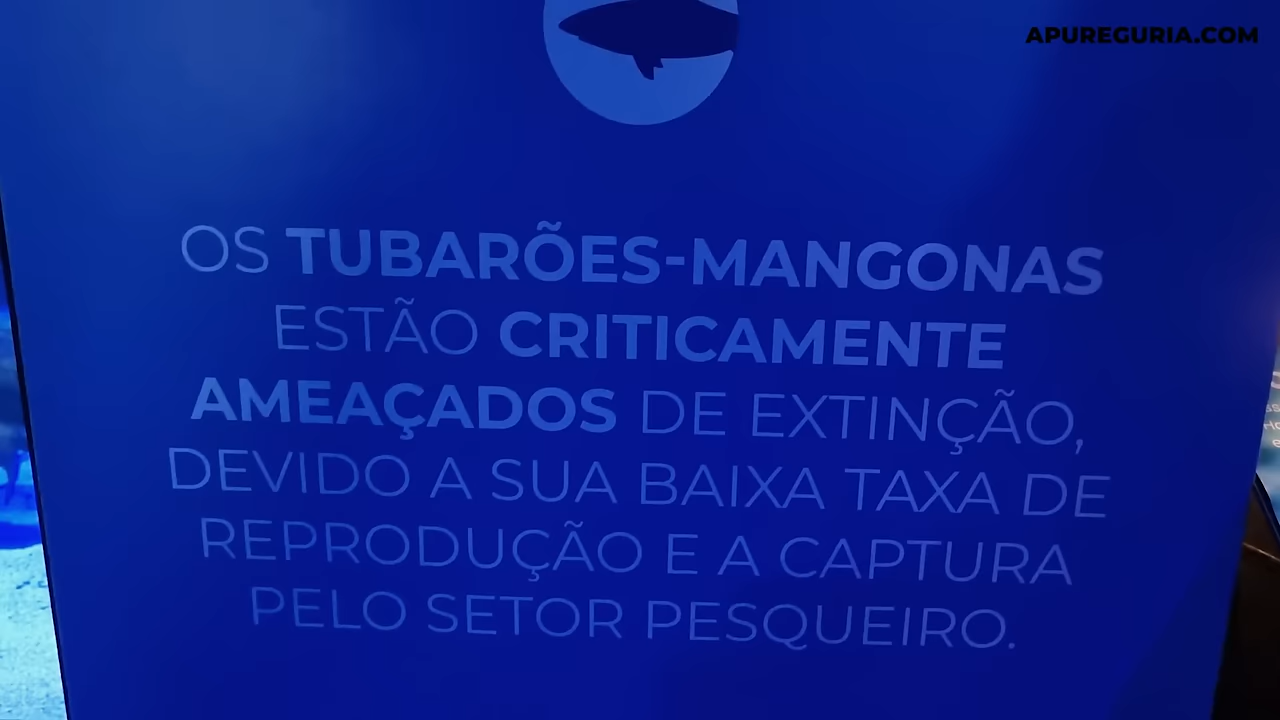 APUREGURIA.COM
OS TUBARÕES-MANGONAS
ESTÃO CRITICAMENTE
AMEAÇADOS DE EXTINÇÃO,
DEVIDO A SUA BAIXA TAXA DE
REPRODUÇÃO E A CAPTURA
PELO SETOR PESQUEIRO.